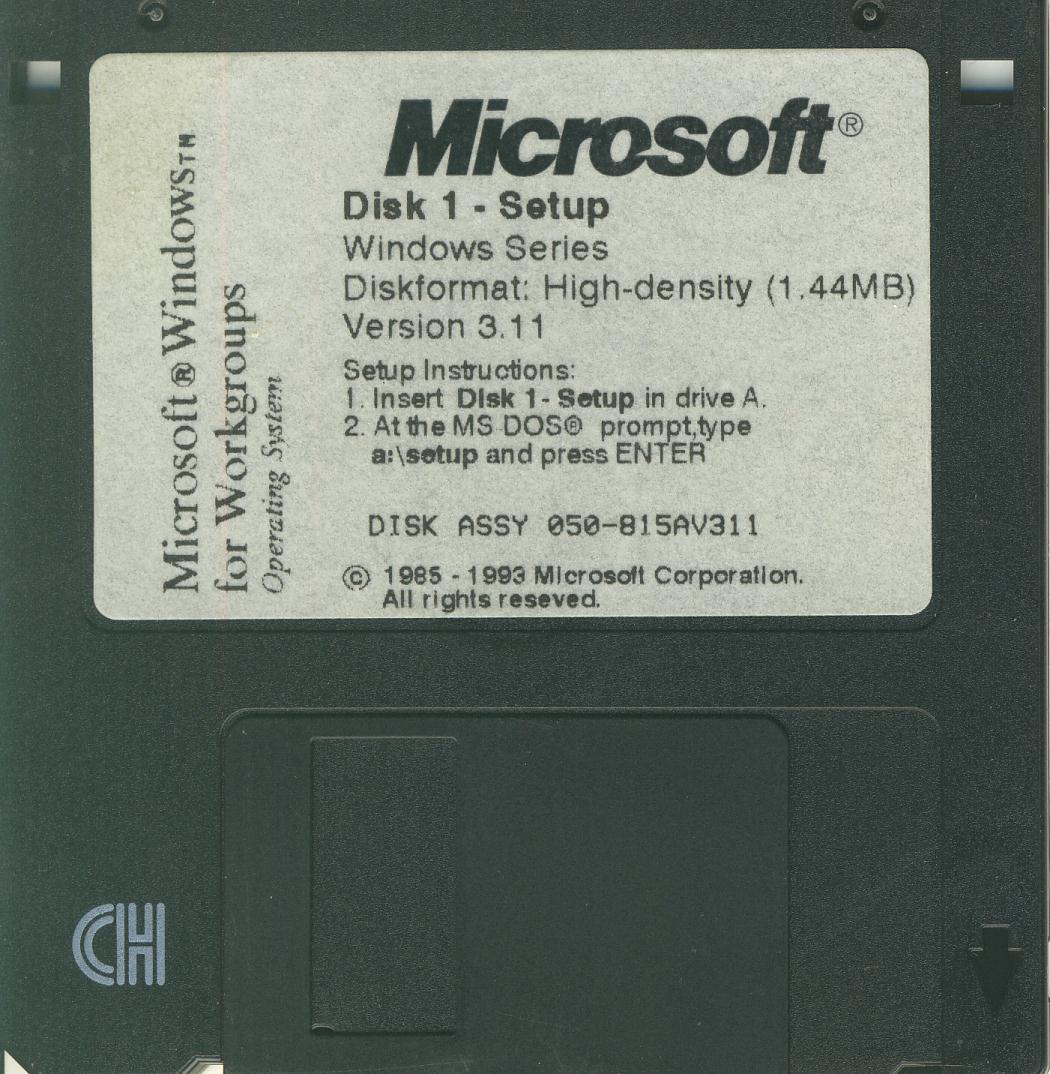 Microsoft®
Disk 1 - Setup
Windows Series
Diskformat: High-density (1.44MB)
Version 3.11
Setup Instructions:
1. Insert Disk 1 - Setup in drive A.
2. At the MS DOS® prompt,type
a:\setup and press ENTER
DISK ASSY 050-815AV311
© 1985 - 1993 Microsoft Corporation.
All rights reseved.
Microsoft® Windows™
for Workgroups
Operating System
CH